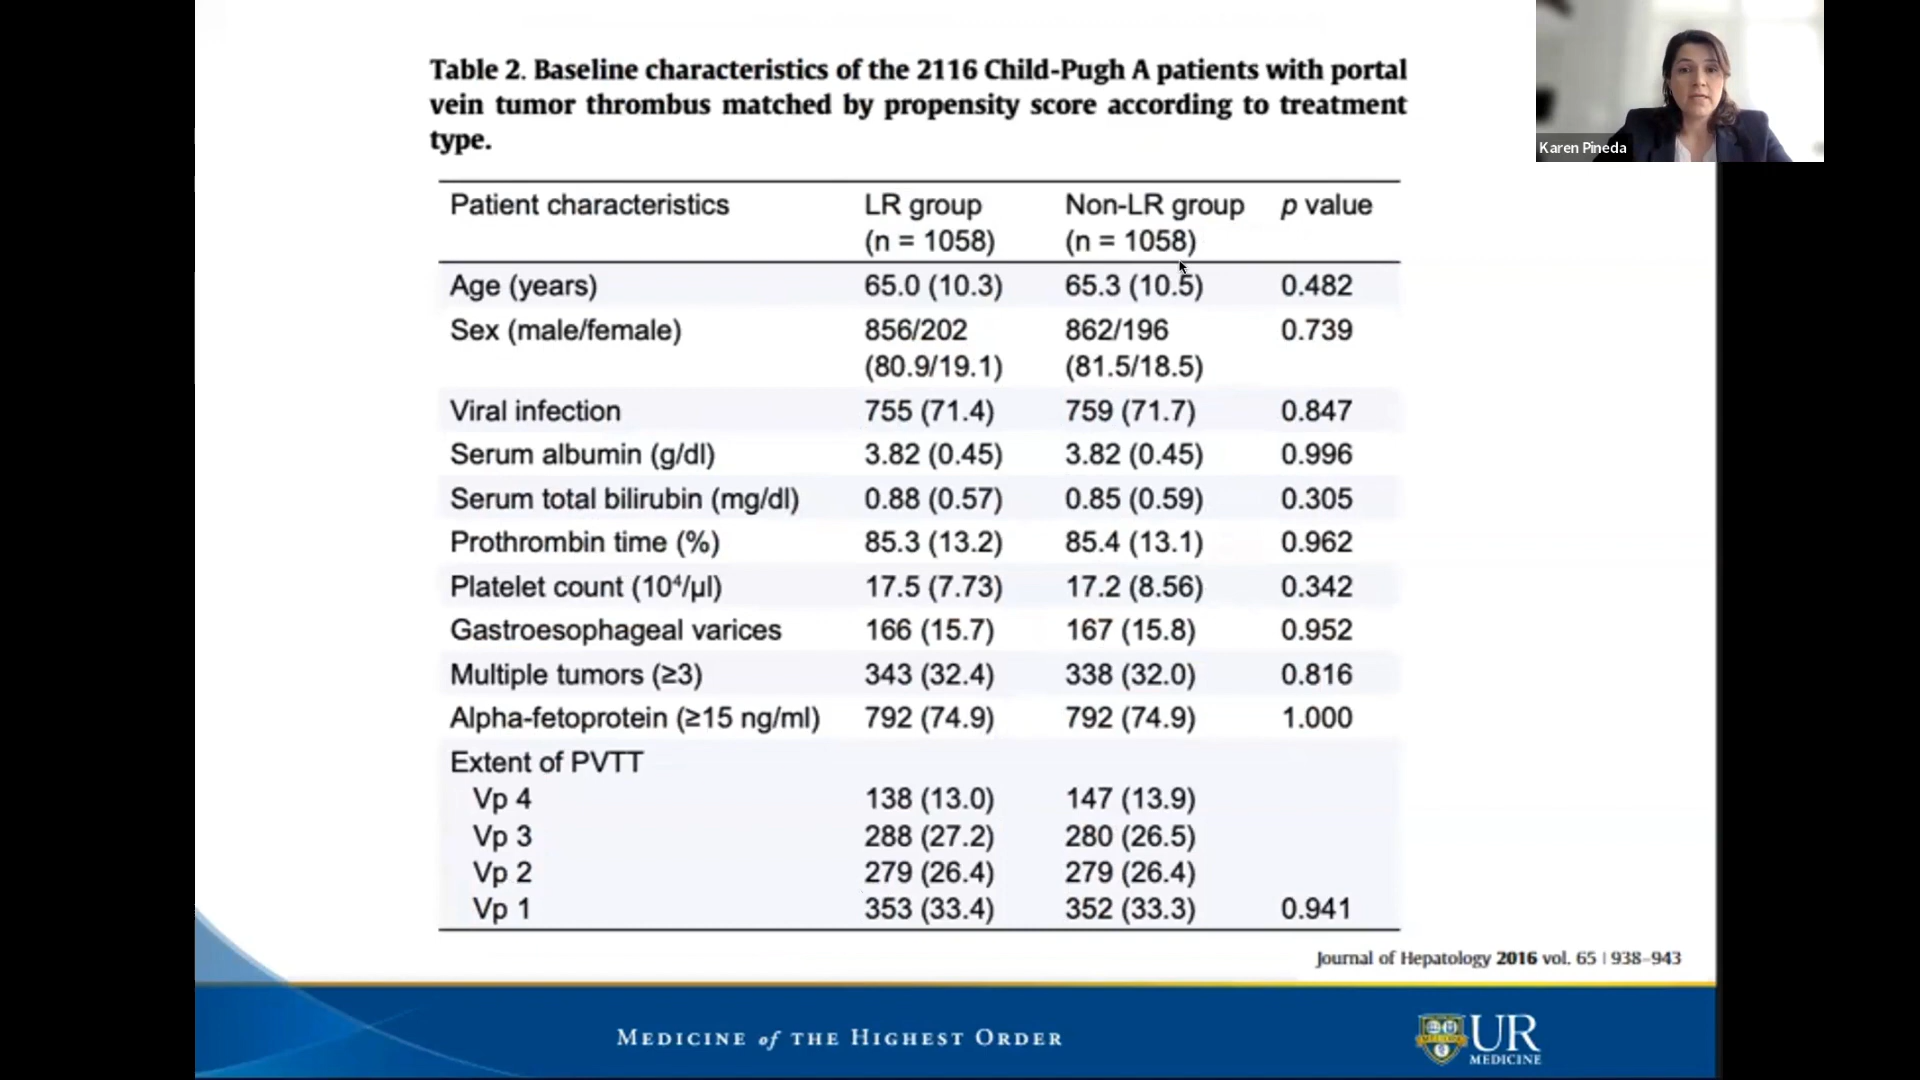 Table 2. Baseline characteristics of the 2116 Child-Pugh A patients with portal
vein tumor thrombus matched by propensity score according to treatment
type.
Karen Pineda
Patient characteristics LR group Non-LR group p value
(n = 1058) (n = 1058)
Age (years) 65.0 (10.3) 65.3 (10.5) 0.482
Sex (male/female) 856/202 862/196 0.739
(80.9/19.1) (81.5/18.5)
Viral infection 755 (71.4) 759 (71.7) 0.847
Serum albumin (g/dl) 3.82 (0.45) 3.82 (0.45) 0.996
Serum total bilirubin (mg/dl) 0.88 (0.57) 0.85 (0.59) 0.305
Prothrombin time (%) 85.3 (13.2) 85.4 (13.1) 0.962
Platelet count (10⁴/µl) 17.5 (7.73) 17.2 (8.56) 0.342
Gastroesophageal varices 166 (15.7) 167 (15.8) 0.952
Multiple tumors (≥3) 343 (32.4) 338 (32.0) 0.816
Alpha-fetoprotein (≥15 ng/ml) 792 (74.9) 792 (74.9) 1.000
Extent of PVTT
Vp 4 138 (13.0) 147 (13.9)
Vp 3 288 (27.2) 280 (26.5)
Vp 2 279 (26.4) 279 (26.4)
Vp 1 353 (33.4) 352 (33.3) 0.941
Journal of Hepatology 2016 vol. 65 | 938–943
MEDICINE of THE HIGHEST ORDER
UR
MEDICINE